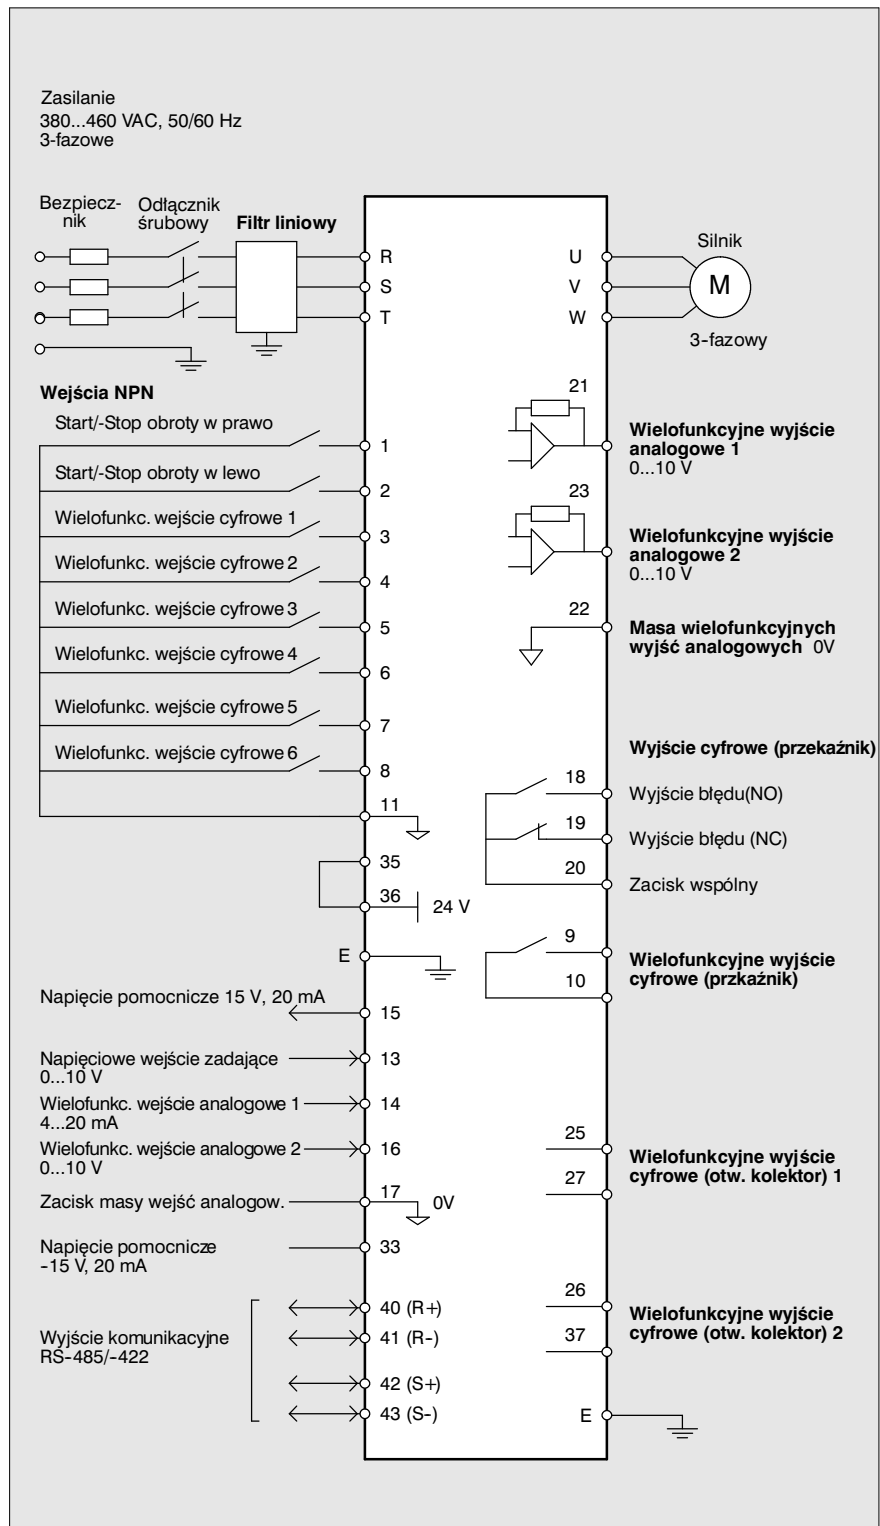 Zasilanie
380...460 VAC, 50/60 Hz
3-fazowe
Bezpiecz-
nik
Odłącznik
śrubowy
Filtr liniowy
R
S
T
U
V
W
Silnik
M
3-fazowy
Wejścia NPN
Start/-Stop obroty w prawo
1
Start/-Stop obroty w lewo
2
Wielofunkc. wejście cyfrowe 1
3
Wielofunkc. wejście cyfrowe 2
4
Wielofunkc. wejście cyfrowe 3
5
Wielofunkc. wejście cyfrowe 4
6
Wielofunkc. wejście cyfrowe 5
7
Wielofunkc. wejście cyfrowe 6
8
11
35
36
24 V
E
Napięcie pomocnicze 15 V, 20 mA
15
Napięciowe wejście zadające
0...10 V
13
Wielofunkc. wejście analogowe 1
4...20 mA
14
Wielofunkc. wejście analogowe 2
0...10 V
16
Zacisk masy wejść analogow.
17
0V
Napięcie pomocnicze
-15 V, 20 mA
33
Wyjście komunikacyjne
RS-485/-422
40 (R+)
41 (R-)
42 (S+)
43 (S-)
21
Wielofunkcyjne wyjście
analogowe 1
0...10 V
23
Wielofunkcyjne wyjście
analogowe 2
0...10 V
22
Masa wielofunkcyjnych
wyjść analogowych 0V
Wyjście cyfrowe (przekaźnik)
18
Wyjście błędu(NO)
19
Wyjście błędu (NC)
20
Zacisk wspólny
9
10
Wielofunkcyjne wyjście
cyfrowe (przkaźnik)
25
27
Wielofunkcyjne wyjście
cyfrowe (otw. kolektor) 1
26
37
Wielofunkcyjne wyjście
cyfrowe (otw. kolektor) 2
E